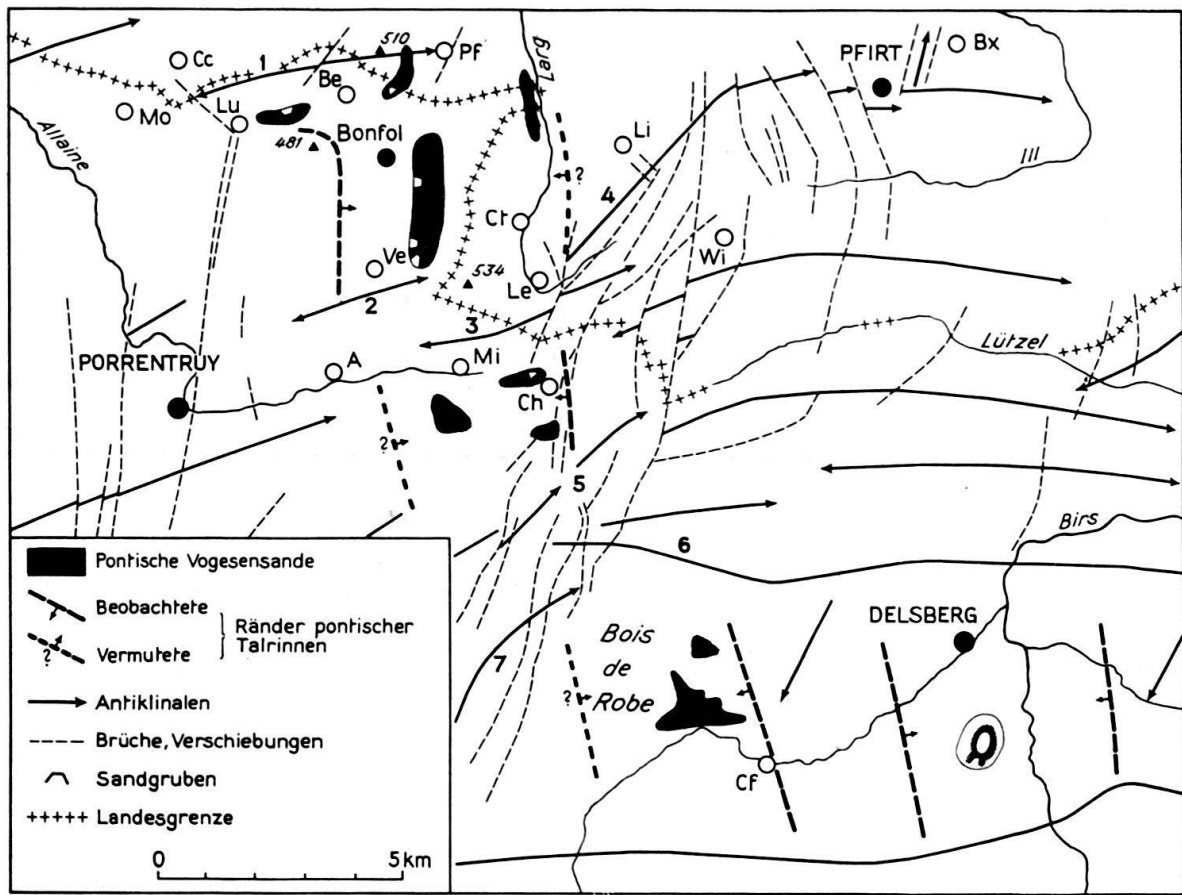 510
1
Pf
Cc
Be
Mo
Lu
Bonfol
481
Allaine
Larg
Li
?
4
PFIRT
Bx
Ill
Ct
Ve
534
Le
Wi
2
3
PORRENTRUY
A
Mi
Ch
Lützel
?
5
6
Birs
7
Bois
de
Robe
?
DELSBERG
Cf
Pontische Vogesensande
Beobachtete
Vermutete
?
Ränder pontischer
Talrinnen
Antiklinalen
Brüche, Verschiebungen
Sandgruben
Landesgrenze
0
5 km